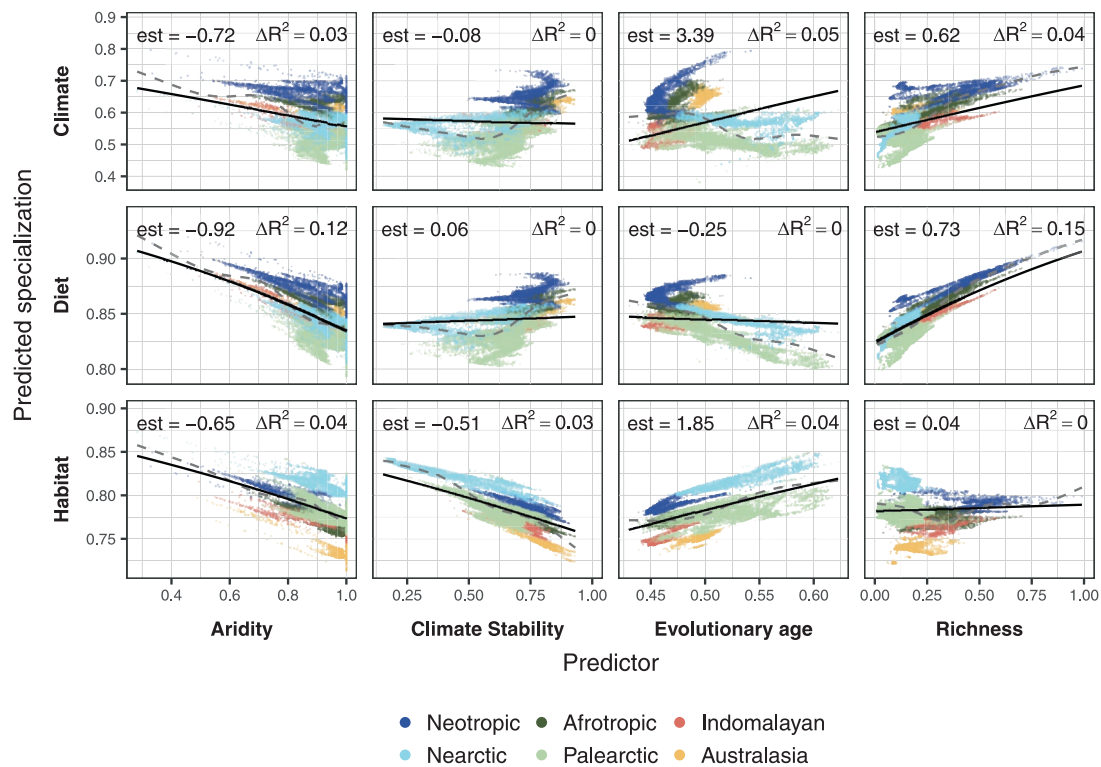 Predicted specialization
Climate
0.9
0.8
0.7
0.6
0.5
0.4
est = −0.72 ΔR² = 0.03
est = −0.08 ΔR² = 0
est = 3.39 ΔR² = 0.05
est = 0.62 ΔR² = 0.04
Diet
0.90
0.85
0.80
est = −0.92 ΔR² = 0.12
est = 0.06 ΔR² = 0
est = −0.25 ΔR² = 0
est = 0.73 ΔR² = 0.15
Habitat
0.90
0.85
0.80
0.75
est = −0.65 ΔR² = 0.04
est = −0.51 ΔR² = 0.03
est = 1.85 ΔR² = 0.04
est = 0.04 ΔR² = 0
0.4 0.6 0.8 1.0
0.25 0.50 0.75 1.00
0.45 0.50 0.55 0.60
0.00 0.25 0.50 0.75 1.00
Aridity
Climate Stability
Evolutionary age
Richness
Predictor
Neotropic Afrotropic Indomalayan
Nearctic Palearctic Australasia